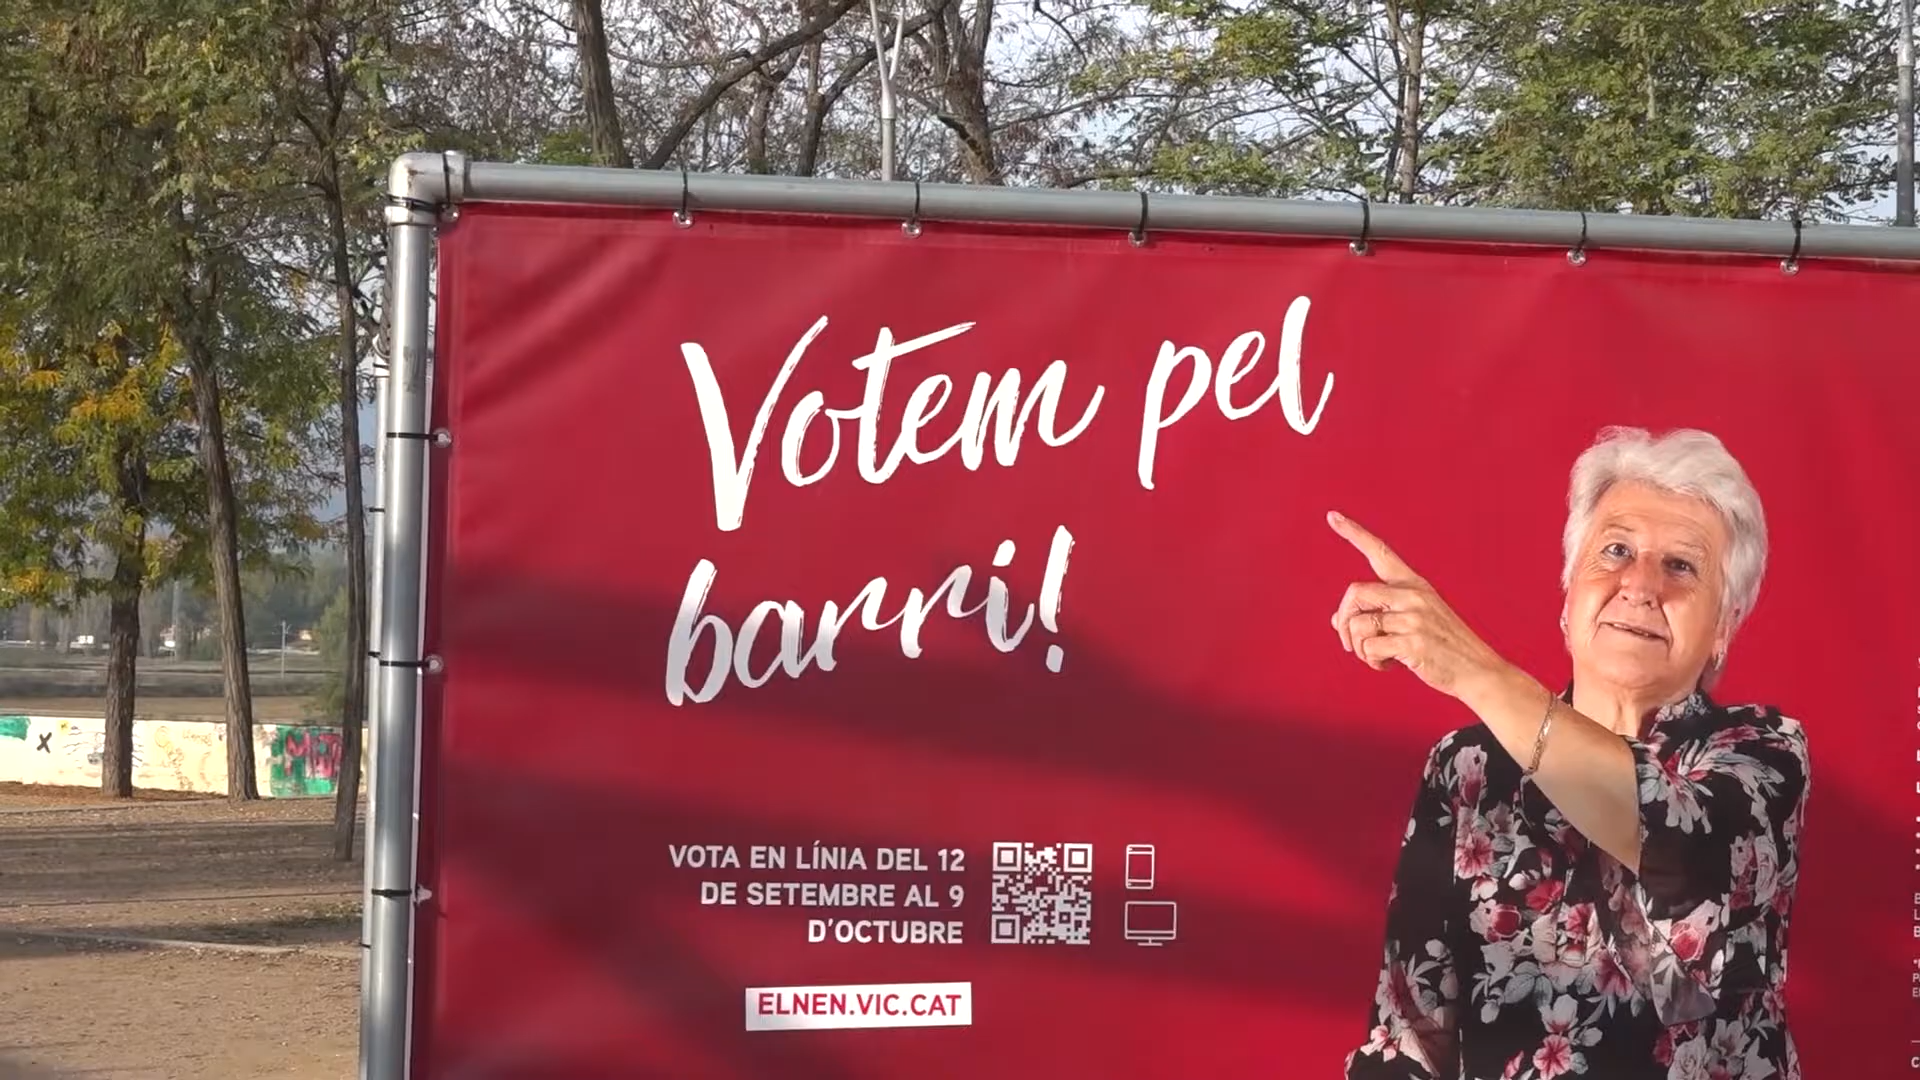 Votem pel
barri!
VOTA EN LÍNIA DEL 12
DE SETEMBRE AL 9
D'OCTUBRE
ELNEN.VIC.CAT